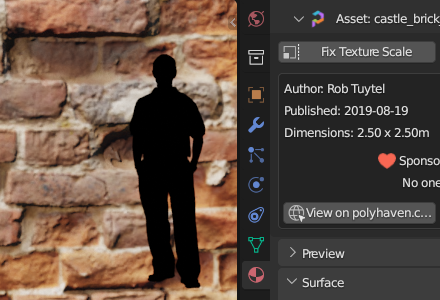 Asset: castle_brick
Fix Texture Scale
Author: Rob Tuytel
Published: 2019-08-19
Dimensions: 2.50 x 2.50m
Sponso
No one
View on polyhaven.c...
Preview
Surface